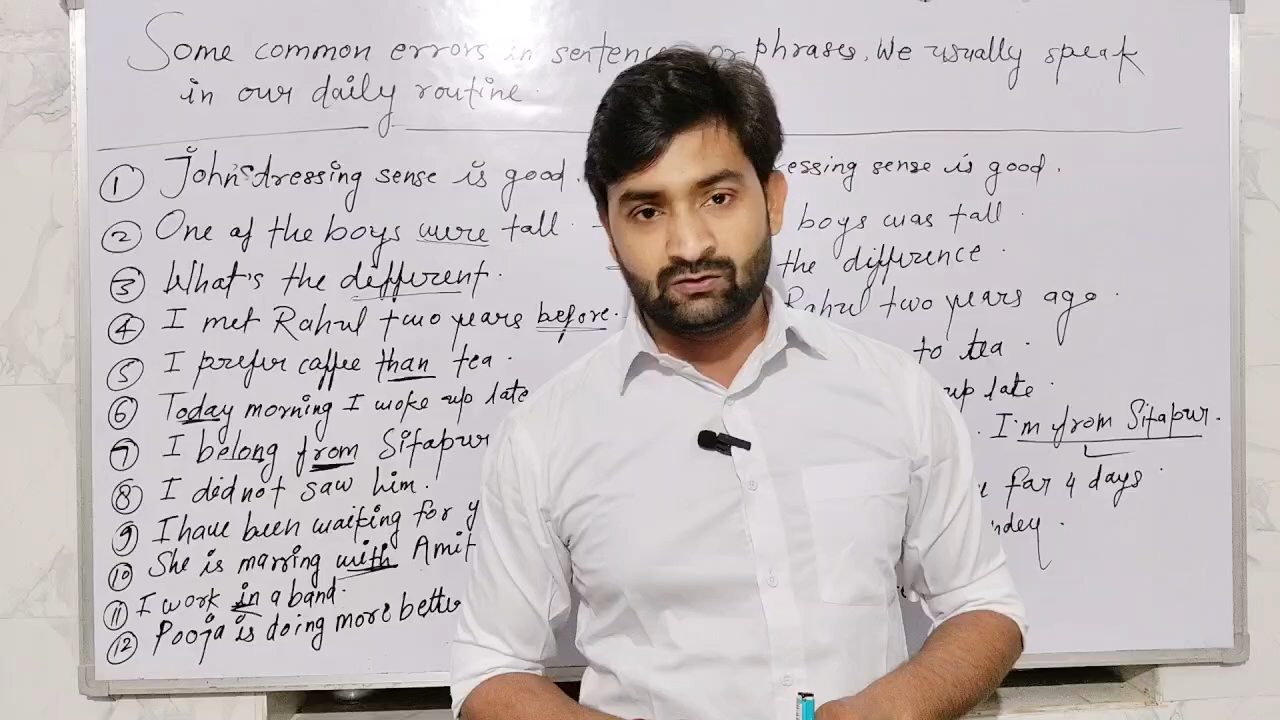 Some common errors in sentence or phrases, We usually speak
in our daily routine.
① John's dressing sense is good. essing sense is good.
② One of the boys were tall. boys was tall.
③ What's the different. the difference.
④ I met Rahul two years before. Rahul two years ago.
⑤ I prefer caffee than tea. to tea.
⑥ Today morning I woke up late up late.
⑦ I belong from Sitapur I'm from Sitapur.
⑧ I did not saw him.
⑨ I have been waiting for y for 4 days
⑩ She is marring with Amit ndey.
⑪ I work in a band.
⑫ Pooja is doing more better